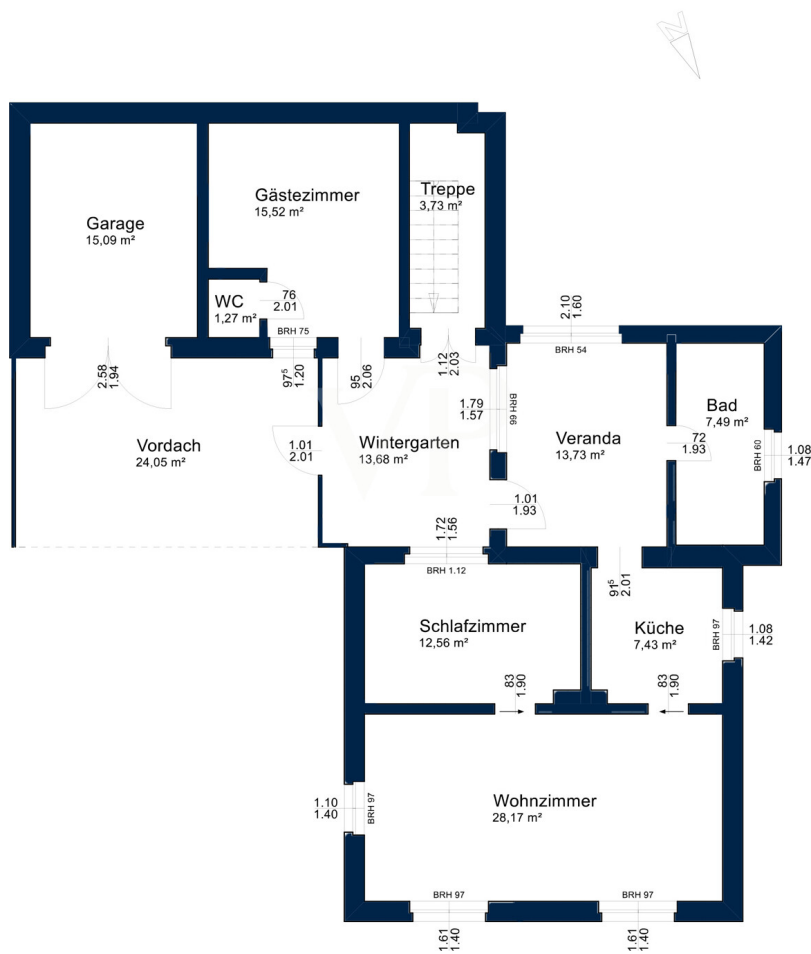 N
Garage
15,09 m²
Gästezimmer
15,52 m²
Treppe
3,73 m²
WC
1,27 m²
76
2.01
BRH 75
2.58
1.94
97⁵
1.20
95
2.06
1.12
2.03
2.10
1.60
BRH 54
Vordach
24,05 m²
1.01
2.01
Wintergarten
13,68 m²
1.79
1.57
BRH 66
Veranda
13,73 m²
Bad
7,49 m²
72
1.93
BRH 60
1.08
1.47
1.01
1.93
1.72
1.56
BRH 1.12
91⁵
2.01
Schlafzimmer
12,56 m²
Küche
7,43 m²
BRH 97
1.08
1.42
83
1.90
83
1.90
Wohnzimmer
28,17 m²
1.10
1.40
BRH 97
BRH 97
BRH 97
1.61
1.40
1.61
1.40
VP